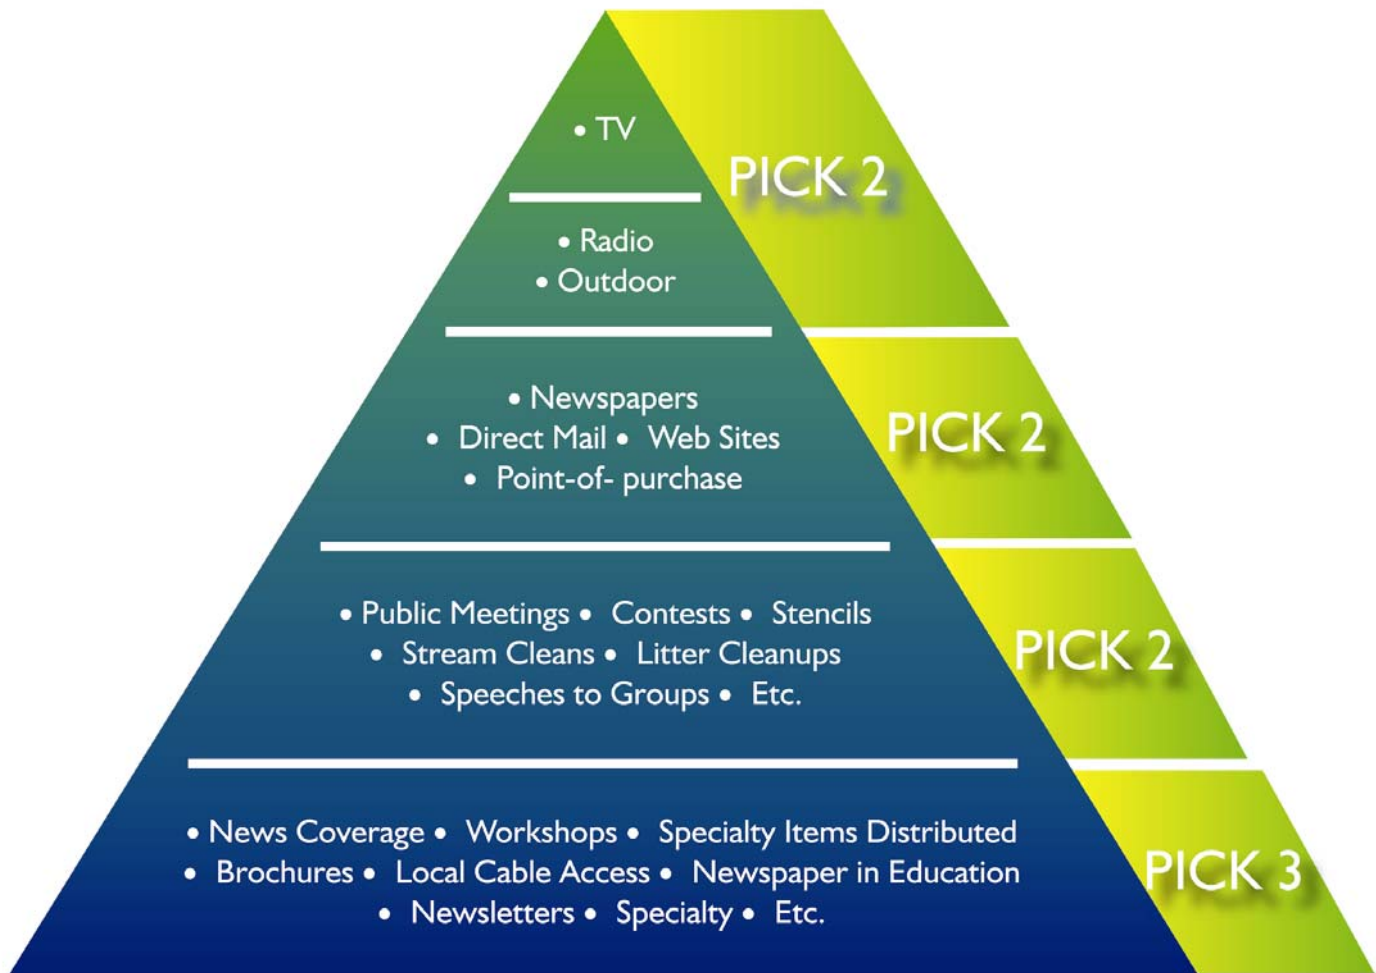 • TV
PICK 2
• Radio
• Outdoor
• Newspapers
• Direct Mail • Web Sites
• Point-of- purchase
PICK 2
• Public Meetings • Contests • Stencils
• Stream Cleans • Litter Cleanups
• Speeches to Groups • Etc.
PICK 2
• News Coverage • Workshops • Specialty Items Distributed
• Brochures • Local Cable Access • Newspaper in Education
• Newsletters • Specialty • Etc.
PICK 3